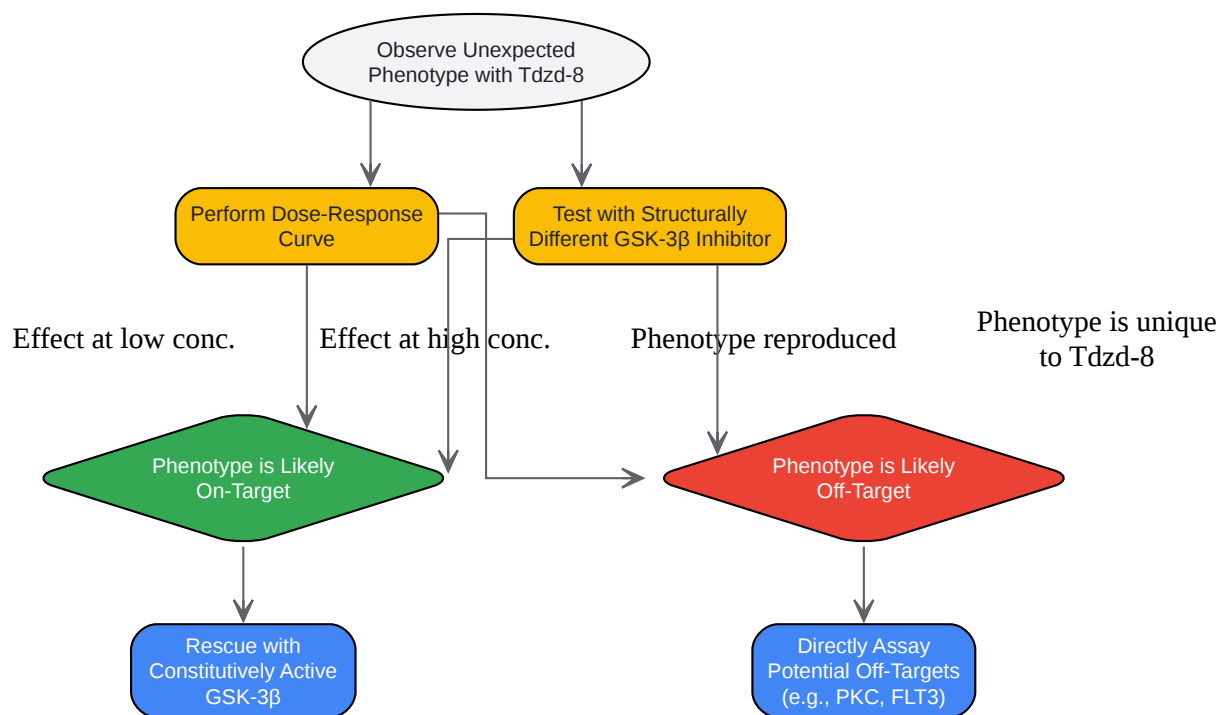 Observe Unexpected
Phenotype with Tdzd-8
Perform Dose-Response
Curve
Test with Structurally
Different GSK-3β Inhibitor
Effect at low conc.
Effect at high conc.
Phenotype reproduced
Phenotype is unique
to Tdzd-8
Phenotype is Likely
On-Target
Phenotype is Likely
Off-Target
Rescue with
Constitutively Active
GSK-3β
Directly Assay
Potential Off-Targets
(e.g., PKC, FLT3)